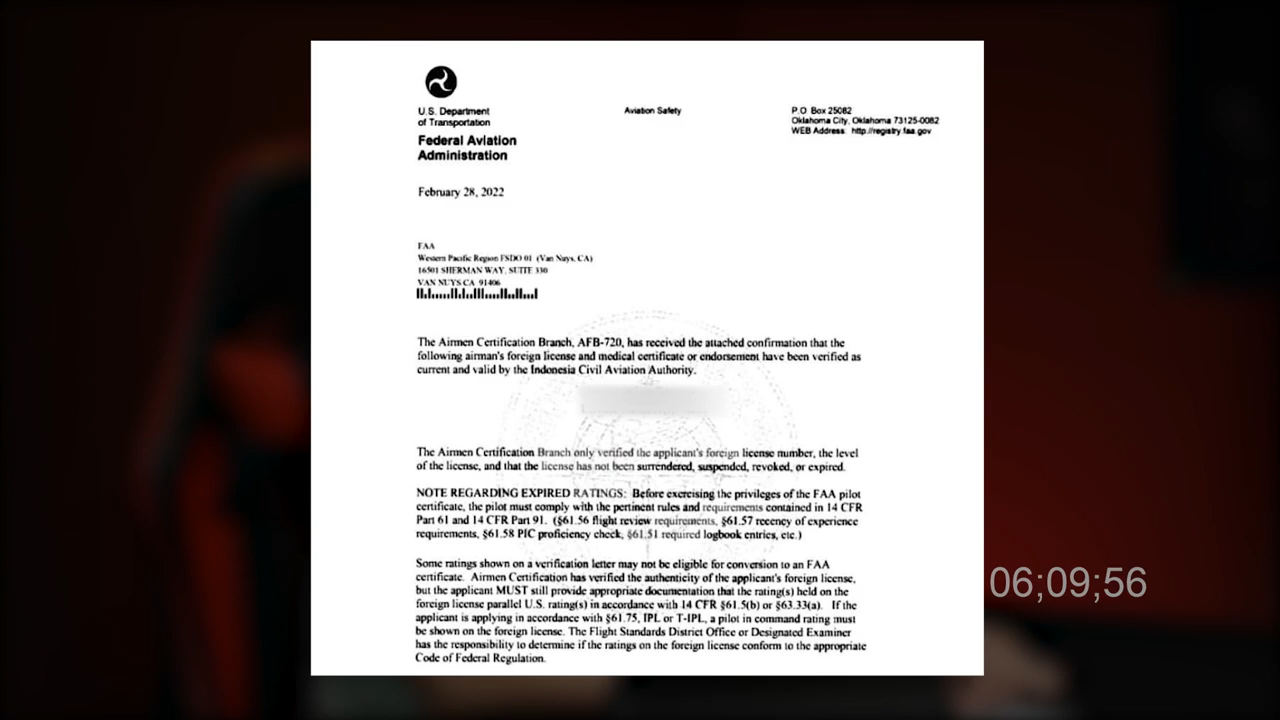 U.S. Department
of Transportation
Federal Aviation
Administration
Aviation Safety
P.O. Box 25082
Oklahoma City, Oklahoma 73125-0082
WEB Address: http://registry.faa.gov
February 28, 2022
FAA
Western Pacific Region FSDO 01 (Van Nuys, CA)
16501 SHERMAN WAY, SUITE 330
VAN NUYS CA 91406
The Airmen Certification Branch, AFB-720, has received the attached confirmation that the
following airman's foreign license and medical certificate or endorsement have been verified as
current and valid by the Indonesia Civil Aviation Authority.
The Airmen Certification Branch only verified the applicant's foreign license number, the level
of the license, and that the license has not been surrendered, suspended, revoked, or expired.
NOTE REGARDING EXPIRED RATINGS: Before exercising the privileges of the FAA pilot
certificate, the pilot must comply with the pertinent rules and requirements contained in 14 CFR
Part 61 and 14 CFR Part 91. (§61.56 flight review requirements, §61.57 recency of experience
requirements, §61.58 PIC proficiency check, §61.51 required logbook entries, etc.)
Some ratings shown on a verification letter may not be eligible for conversion to an FAA
certificate. Airmen Certification has verified the authenticity of the applicant's foreign license,
but the applicant MUST still provide appropriate documentation that the rating(s) held on the
foreign license parallel U.S. rating(s) in accordance with 14 CFR §61.5(b) or §63.33(a). If the
applicant is applying in accordance with §61.75, IPL or T-IPL, a pilot in command rating must
be shown on the foreign license. The Flight Standards District Office or Designated Examiner
has the responsibility to determine if the ratings on the foreign license conform to the appropriate
Code of Federal Regulation.
06;09;56